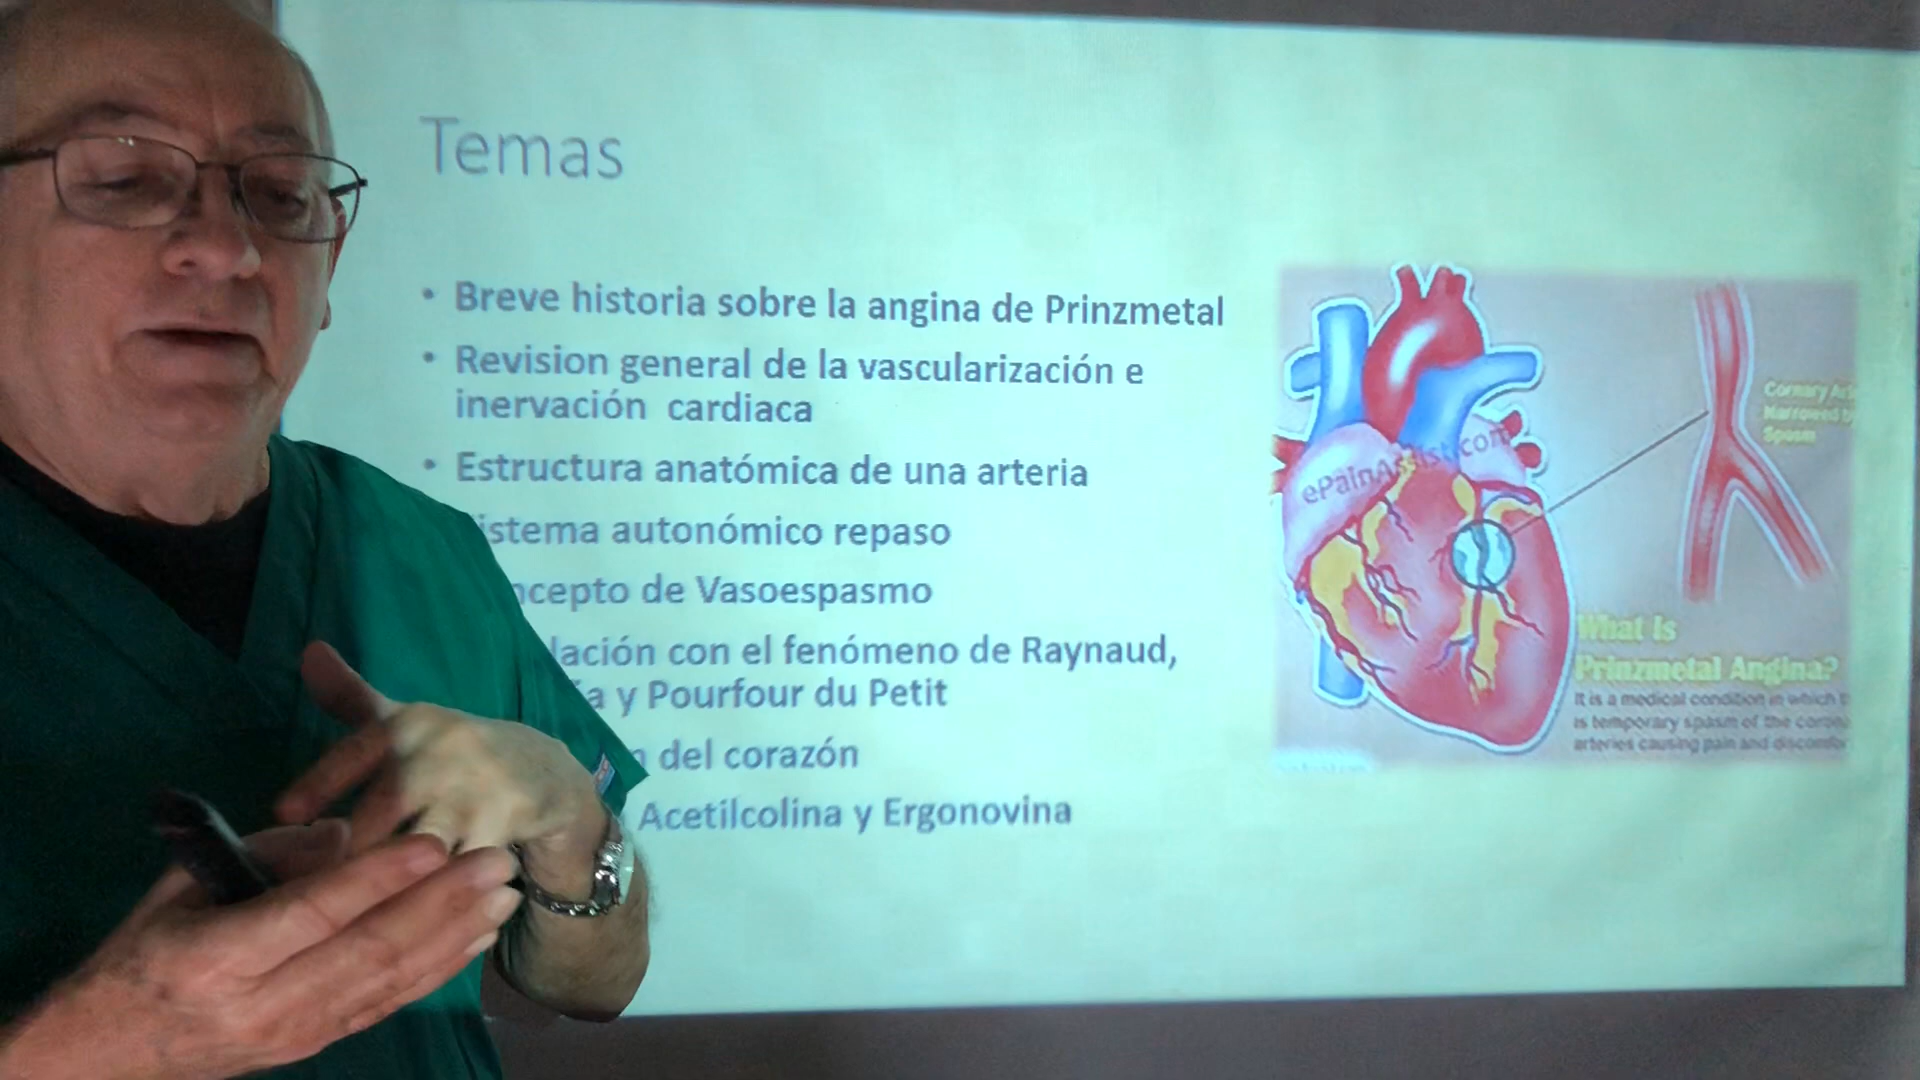 Temas
• Breve historia sobre la angina de Prinzmetal
• Revision general de la vascularización e
inervación cardiaca
• Estructura anatómica de una arteria
istema autonómico repaso
ncepto de Vasoespasmo
lación con el fenómeno de Raynaud,
a y Pourfour du Petit
del corazón
Acetilcolina y Ergonovina
ePainAssist.com
Narrowed b
Spasm
What Is
Prinzmetal Angina?
It is a medical condition in which
is temporary spasm of the
arteries causing pain and